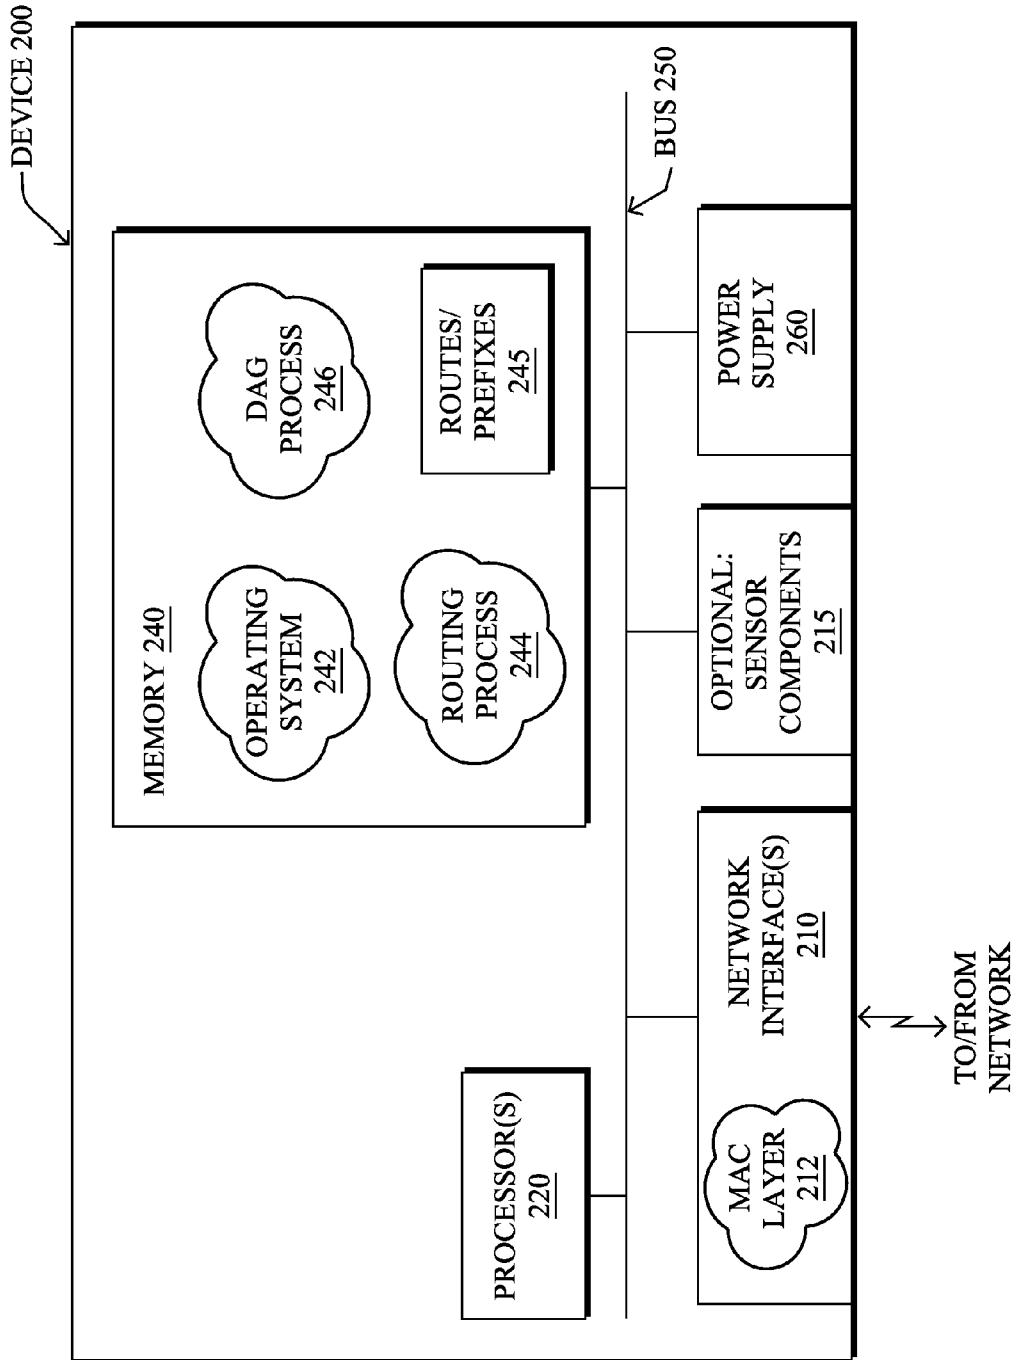 DEVICE 200
MEMORY 240
OPERATING
SYSTEM
242
DAG
PROCESS
246
ROUTING
PROCESS
244
ROUTES/
PREFIXES
245
PROCESSOR(S)
220
BUS 250
MAC
LAYER
212
NETWORK
INTERFACE(S)
210
OPTIONAL:
SENSOR
COMPONENTS
215
POWER
SUPPLY
260
TO/FROM
NETWORK